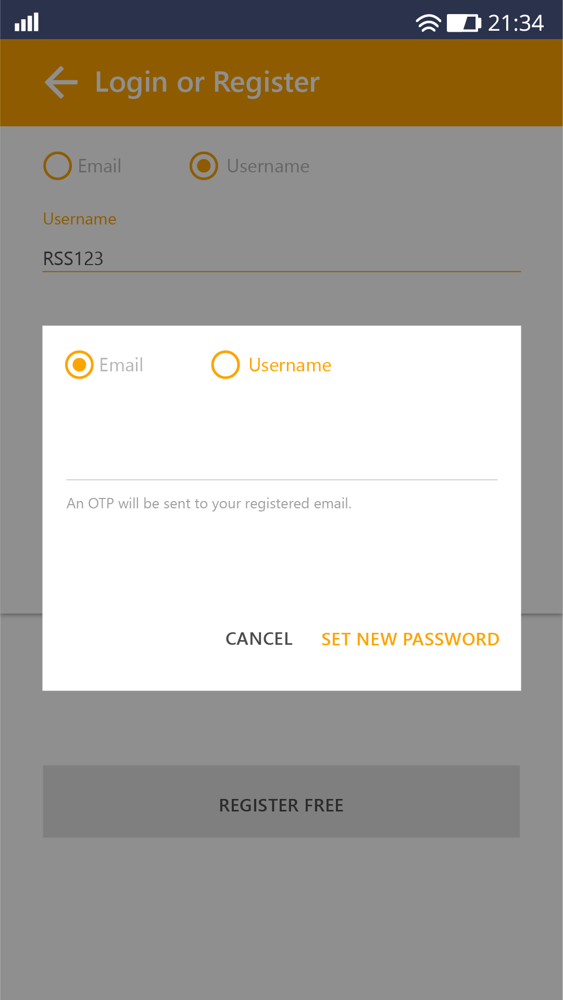 21:34
Login or Register
Email Username
Username
RSS123
Email Username
An OTP will be sent to your registered email.
CANCEL SET NEW PASSWORD
REGISTER FREE